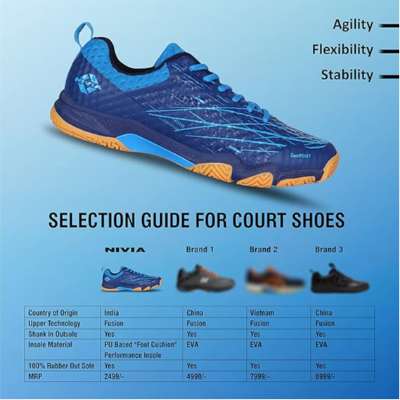 Agility
Flexibility
Stability
SELECTION GUIDE FOR COURT SHOES
NIVIA Brand 1 Brand 2 Brand 3
Country of Origin India China Vietnam China
Upper Technology Fusion Fusion Fusion Fusion
Shank in Outsole Yes Yes Yes Yes
Insole Material PU Based "Foot Cushion" EVA EVA EVA
Performance Insole
100% Rubber Out Sole Yes Yes Yes Yes
MRP 2499/- 4990/- 7999/- 6999/-